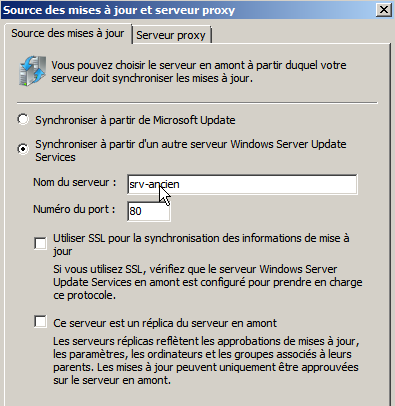 Source des mises à jour et serveur proxy
Source des mises à jour
Serveur proxy
Vous pouvez choisir le serveur en amont à partir duquel votre
serveur doit synchroniser les mises à jour.
Synchroniser à partir de Microsoft Update
Synchroniser à partir d'un autre serveur Windows Server Update
Services
Nom du serveur :
srv-ancien
Numéro du port :
80
Utiliser SSL pour la synchronisation des informations de mise à
jour
Si vous utilisez SSL, vérifiez que le serveur Windows Server
Update Services en amont est configuré pour prendre en charge
ce protocole.
Ce serveur est un réplica du serveur en amont
Les serveurs réplicas reflètent les approbations de mises à jour,
les paramètres, les ordinateurs et les groupes associés à leurs
parents. Les mises à jour peuvent uniquement être approuvées
sur le serveur en amont.